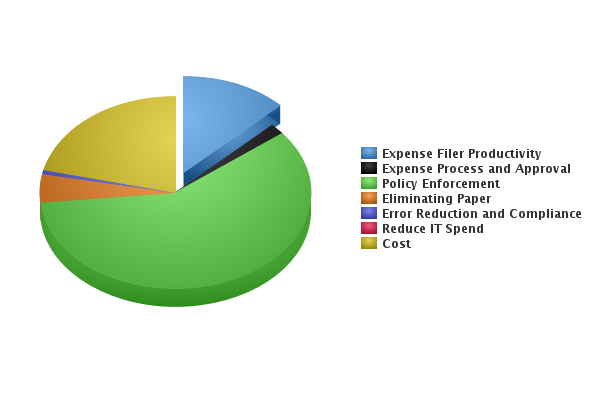 Expense Filer Productivity
Expense Process and Approval
Policy Enforcement
Eliminating Paper
Error Reduction and Compliance
Reduce IT Spend
Cost